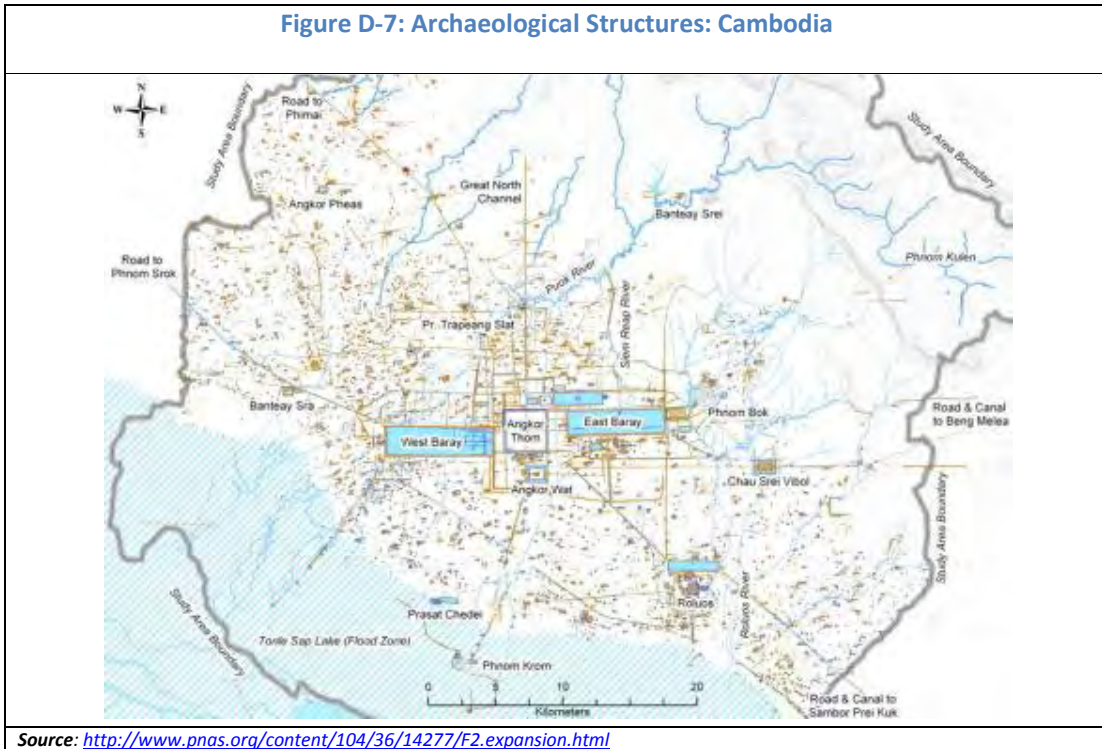 Figure D-7: Archaeological Structures: Cambodia
N
W E
S
Road to
Phimai
Study Area Boundary
Study Area Boundary
Great North
Channel
Angkor Pheas
Banteay Srei
Road to
Phnom Srok
Phnom Kulen
Puok River
Siem Reap River
Pr. Trapeang Slat
Banteay Sra
Phnom Bok
Road & Canal
to Beng Melea
East Baray
Angkor
Thom
West Baray
Chau Srei Vibol
Angkor Wat
Study Area Boundary
Roluos
Roluos River
Prasat Chedei
Study Area Boundary
Tonle Sap Lake (Flood Zone)
Phnom Krom
0 5 10 20
Kilometers
Road & Canal to
Sambor Prei Kuk
Source: http://www.pnas.org/content/104/36/14277/F2.expansion.html